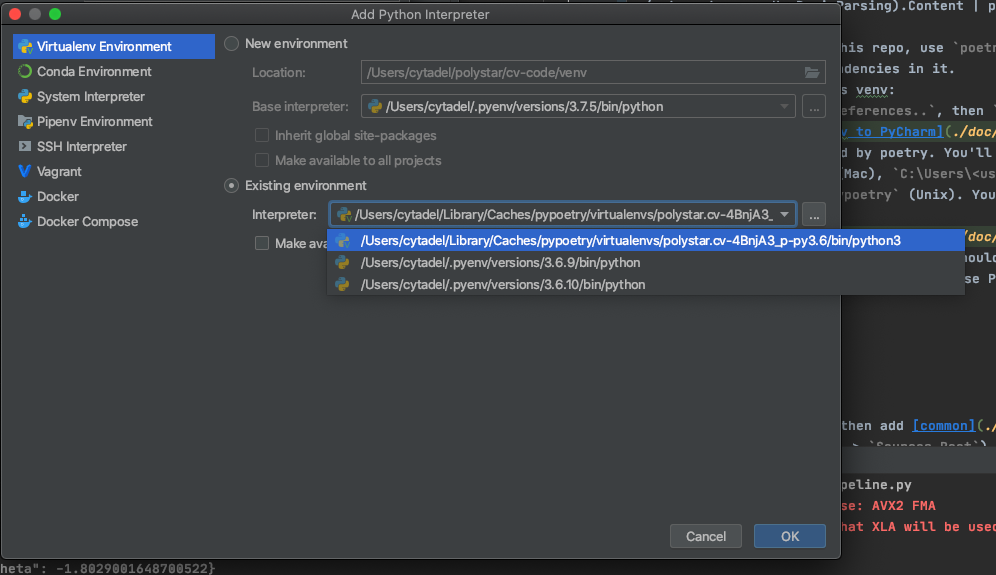 Add Python Interpreter
Virtualenv Environment
Conda Environment
System Interpreter
Pipenv Environment
SSH Interpreter
Vagrant
Docker
Docker Compose
New environment
Location: /Users/cytadel/polystar/cv-code/venv
Base interpreter: /Users/cytadel/.pyenv/versions/3.7.5/bin/python ...
Inherit global site-packages
Make available to all projects
Existing environment
Interpreter: /Users/cytadel/Library/Caches/pypoetry/virtualenvs/polystar.cv-4BnjA3_ ...
Make ava
/Users/cytadel/Library/Caches/pypoetry/virtualenvs/polystar.cv-4BnjA3_p-py3.6/bin/python3
/Users/cytadel/.pyenv/versions/3.6.9/bin/python
/Users/cytadel/.pyenv/versions/3.6.10/bin/python
Cancel OK
Parsing).Content | p
his repo, use `poetr
ndencies in it.
s venv:
eferences..`, then `
v to PyCharm](./doc/
d by poetry. You'll
(Mac), `C:\Users\<us
poetry` (Unix). You
/doc/
ould
se P
then add [common](./
-> `Sources Root`)
peline.py
se: AVX2 FMA
hat XLA will be used
heta": -1.8029001648700522}